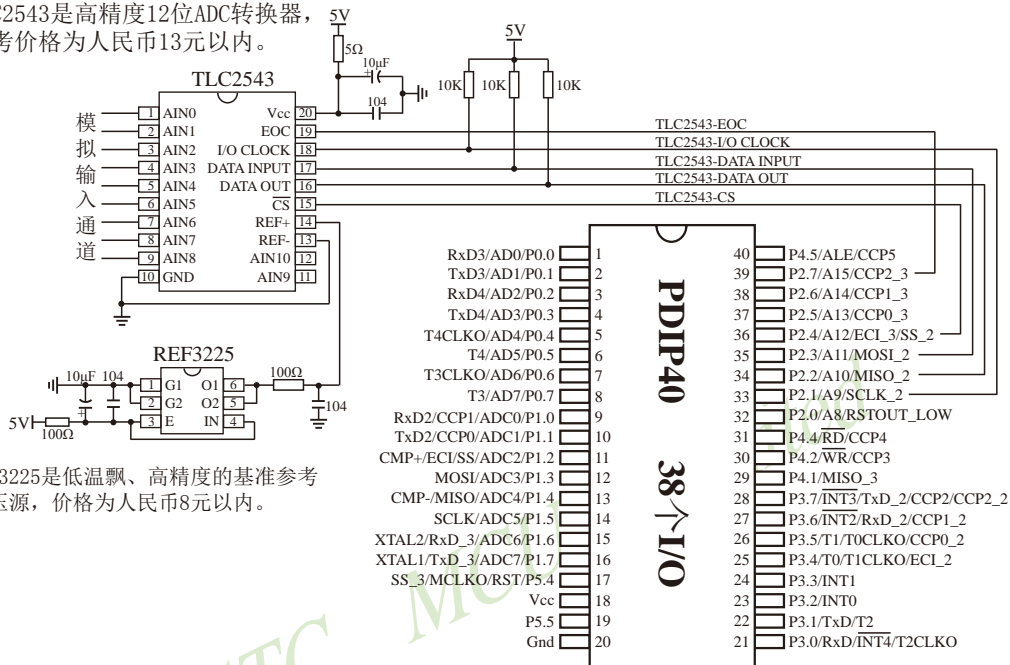 C2543是高精度12位ADC转换器，
考价格为人民币13元以内。
5V
5Ω
10μF
+
104
5V
10K
10K
10K
TLC2543
模拟输入通道
1 AIN0
2 AIN1
3 AIN2
4 AIN3
5 AIN4
6 AIN5
7 AIN6
8 AIN7
9 AIN8
10 GND
Vcc 20
EOC 19
I/O CLOCK 18
DATA INPUT 17
DATA OUT 16
CS 15
REF+ 14
REF- 13
AIN10 12
AIN9 11
TLC2543-EOC
TLC2543-I/O CLOCK
TLC2543-DATA INPUT
TLC2543-DATA OUT
TLC2543-CS
REF3225
10μF 104
+
5V
100Ω
1 G1
2 G2
3 E
O1 6
O2 5
IN 4
100Ω
104
3225是低温飘、高精度的基准参考
压源，价格为人民币8元以内。
PDIP40
38个I/O
RxD3/AD0/P0.0 1
TxD3/AD1/P0.1 2
RxD4/AD2/P0.2 3
TxD4/AD3/P0.3 4
T4CLKO/AD4/P0.4 5
T4/AD5/P0.5 6
T3CLKO/AD6/P0.6 7
T3/AD7/P0.7 8
RxD2/CCP1/ADC0/P1.0 9
TxD2/CCP0/ADC1/P1.1 10
CMP+/ECI/SS/ADC2/P1.2 11
MOSI/ADC3/P1.3 12
CMP-/MISO/ADC4/P1.4 13
SCLK/ADC5/P1.5 14
XTAL2/RxD_3/ADC6/P1.6 15
XTAL1/TxD_3/ADC7/P1.7 16
SS_3/MCLKO/RST/P5.4 17
Vcc 18
P5.5 19
Gnd 20
40 P4.5/ALE/CCP5
39 P2.7/A15/CCP2_3
38 P2.6/A14/CCP1_3
37 P2.5/A13/CCP0_3
36 P2.4/A12/ECI_3/SS_2
35 P2.3/A11/MOSI_2
34 P2.2/A10/MISO_2
33 P2.1/A9/SCLK_2
32 P2.0/A8/RSTOUT_LOW
31 P4.4/RD/CCP4
30 P4.2/WR/CCP3
29 P4.1/MISO_3
28 P3.7/INT3/TxD_2/CCP2/CCP2_2
27 P3.6/INT2/RxD_2/CCP1_2
26 P3.5/T1/T0CLKO/CCP0_2
25 P3.4/T0/T1CLKO/ECI_2
24 P3.3/INT1
23 P3.2/INT0
22 P3.1/TxD/T2
21 P3.0/RxD/INT4/T2CLKO
MCU